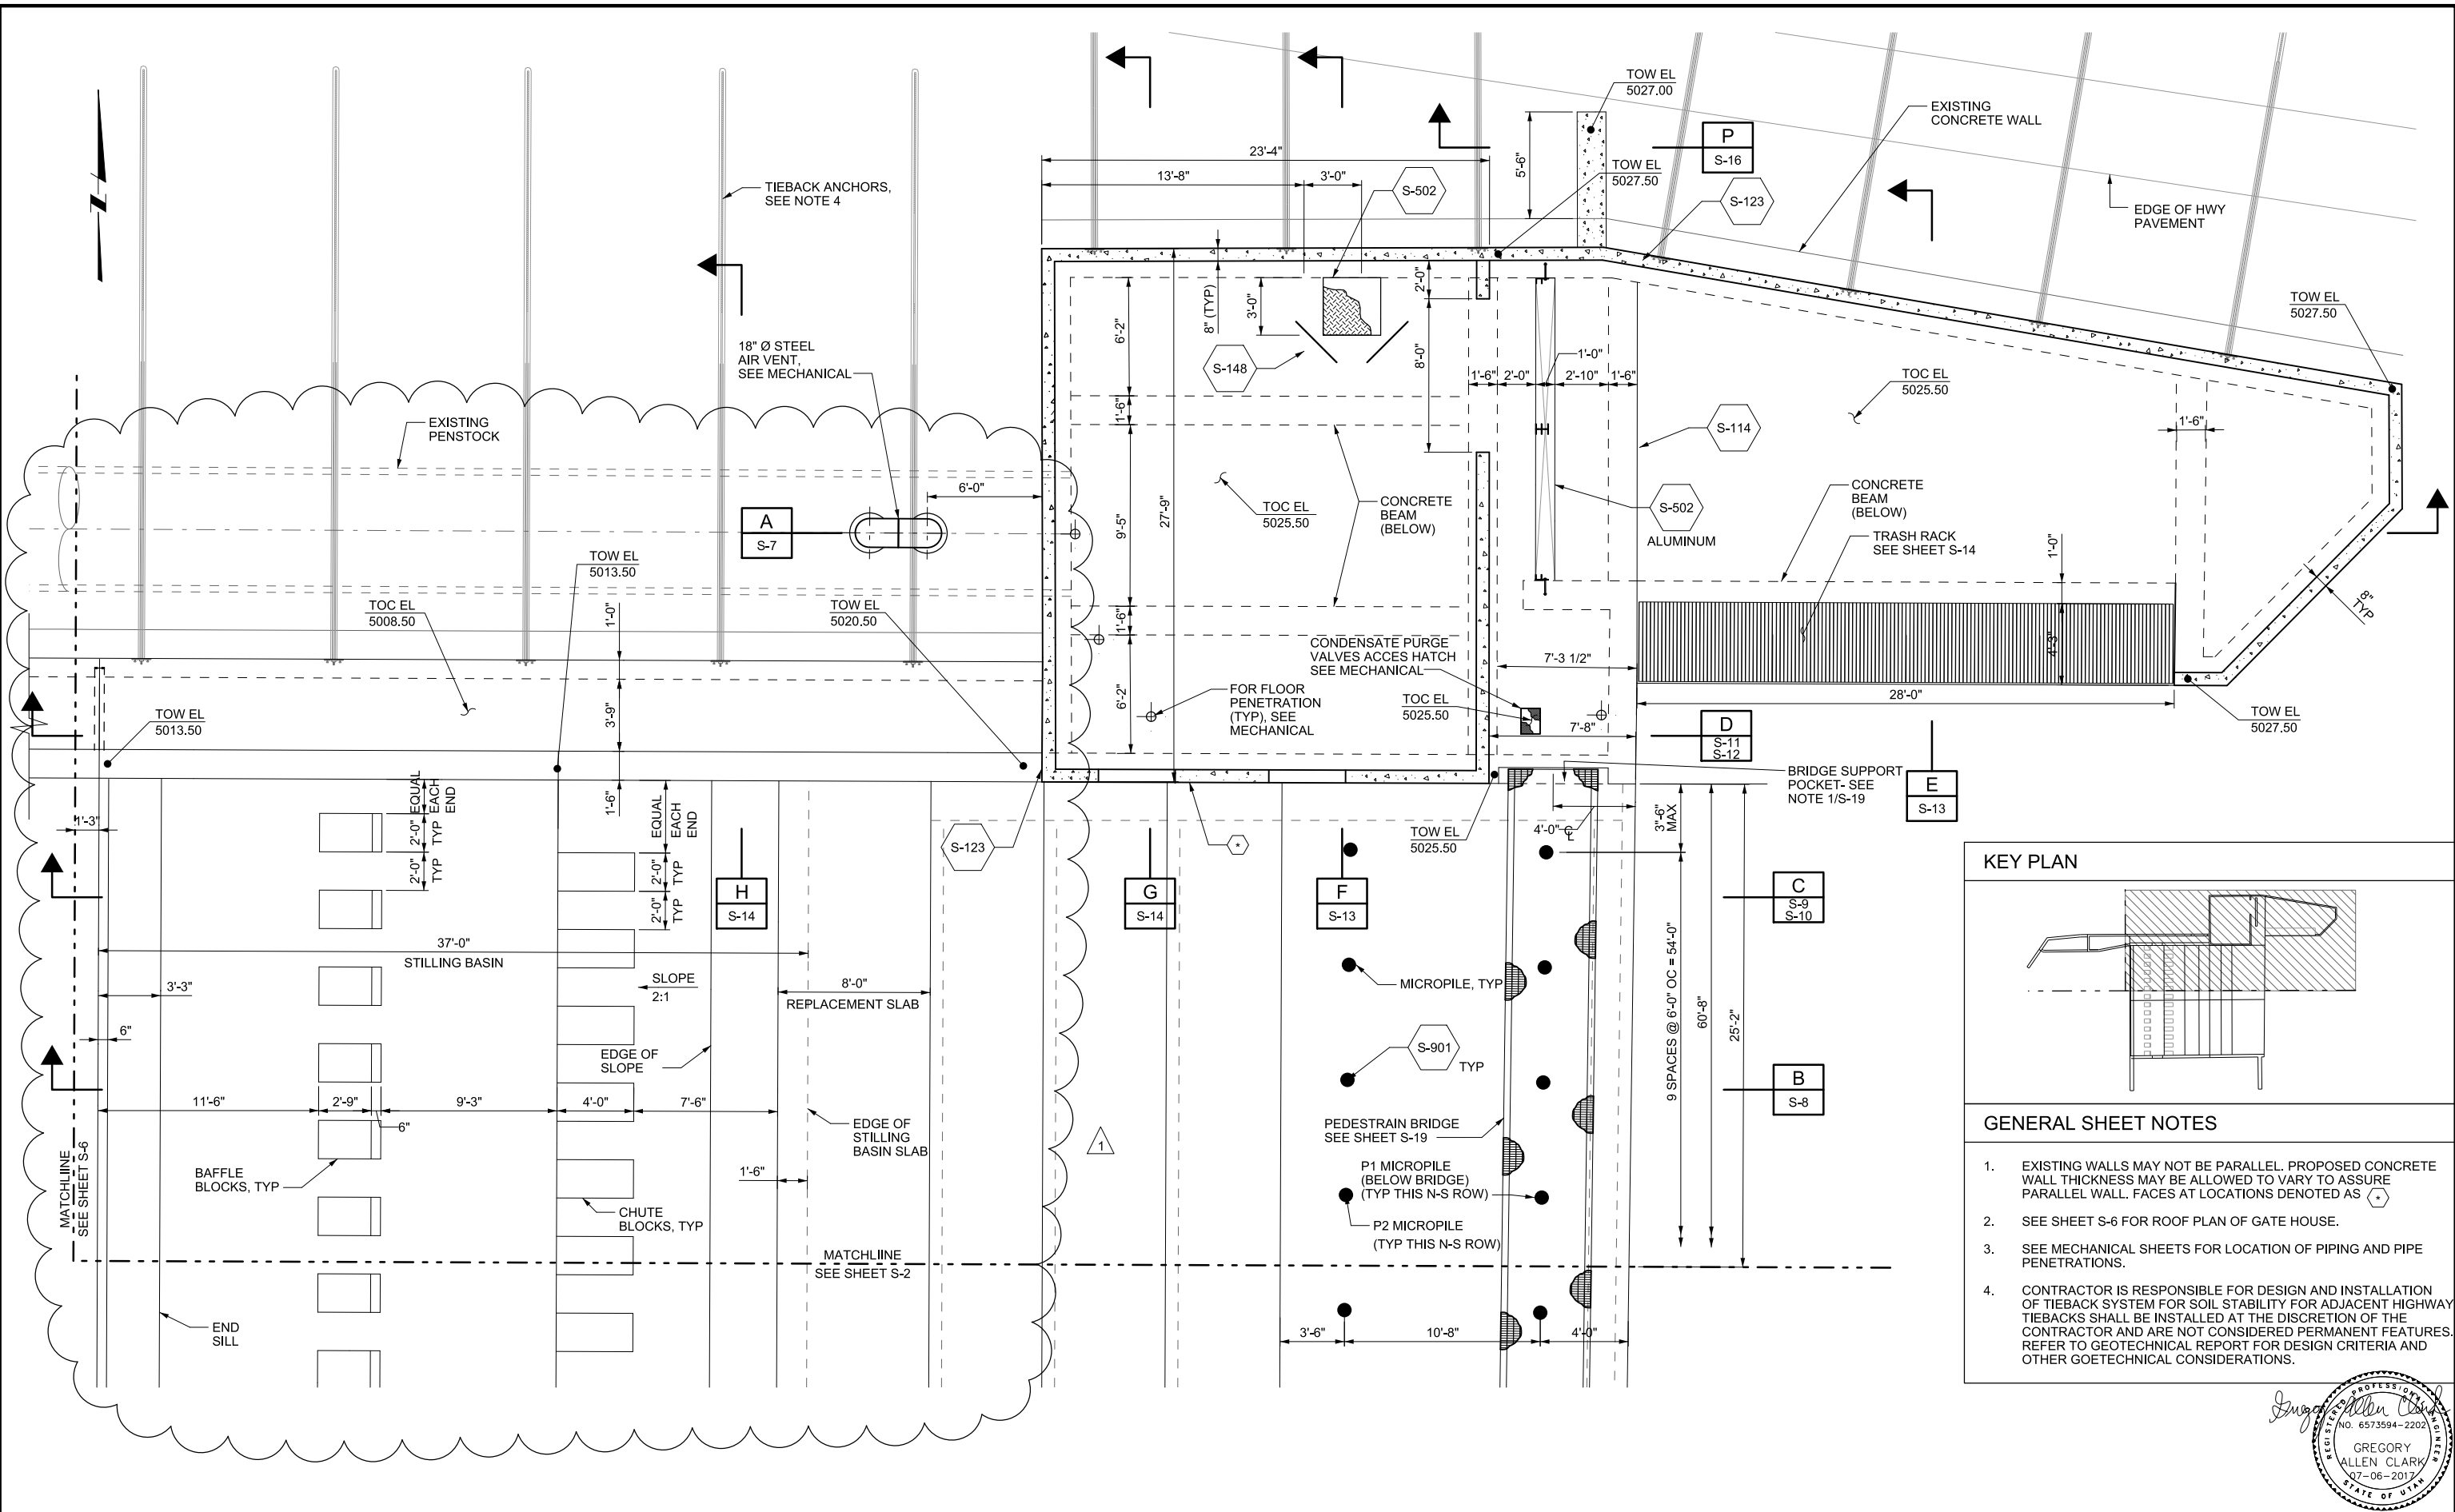 N
TIEBACK ANCHORS,
SEE NOTE 4
18" Ø STEEL
AIR VENT,
SEE MECHANICAL
EXISTING
PENSTOCK
6'-0"
A
S-7
TOW EL
5013.50
TOC EL
5008.50
TOW EL
5020.50
1'-0"
3'-9"
1'-6"
TOW EL
5013.50
23'-4"
13'-8"
3'-0"
S-502
5'-6"
TOW EL
5027.00
TOW EL
5027.50
P
S-16
S-123
EXISTING
CONCRETE WALL
EDGE OF HWY
PAVEMENT
TOW EL
5027.50
8" (TYP)
3'-0"
2'-0"
6'-2"
S-148
8'-0"
1'-6"
2'-0"
1'-0"
2'-10"
1'-6"
1'-6"
9'-5"
27'-9"
TOC EL
5025.50
CONCRETE
BEAM
(BELOW)
S-114
S-502
ALUMINUM
TOC EL
5025.50
1'-6"
CONCRETE
BEAM
(BELOW)
TRASH RACK
SEE SHEET S-14
1'-0"
4'-3"
8"
TYP
1'-6"
6'-2"
CONDENSATE PURGE
VALVES ACCES HATCH
SEE MECHANICAL
7'-3 1/2"
FOR FLOOR
PENETRATION
(TYP), SEE
MECHANICAL
TOC EL
5025.50
7'-8"
28'-0"
D
S-11
S-12
TOW EL
5027.50
BRIDGE SUPPORT
POCKET- SEE
NOTE 1/S-19
E
S-13
1'-3"
EQUAL
EACH
END
2'-0"
TYP
2'-0"
TYP
EQUAL
EACH
END
2'-0"
TYP
2'-0"
TYP
S-123
*
TOW EL
5025.50
4'-0"
CL
3"-6"
MAX
H
S-14
G
S-14
F
S-13
C
S-9
S-10
37'-0"
STILLING BASIN
3'-3"
6"
SLOPE
2:1
8'-0"
REPLACEMENT SLAB
MICROPILE, TYP
S-901
TYP
9 SPACES @ 6'-0" OC = 54'-0"
60'-8"
25'-2"
B
S-8
EDGE OF
SLOPE
11'-6"
2'-9"
6"
9'-3"
4'-0"
7'-6"
EDGE OF
STILLING
BASIN SLAB
1'-6"
1
PEDESTRAIN BRIDGE
SEE SHEET S-19
P1 MICROPILE
(BELOW BRIDGE)
(TYP THIS N-S ROW)
P2 MICROPILE
(TYP THIS N-S ROW)
MATCHLIINE
SEE SHEET S-6
BAFFLE
BLOCKS, TYP
CHUTE
BLOCKS, TYP
MATCHLIINE
SEE SHEET S-2
END
SILL
3'-6"
10'-8"
4'-0"
KEY PLAN
GENERAL SHEET NOTES
1. EXISTING WALLS MAY NOT BE PARALLEL. PROPOSED CONCRETE
WALL THICKNESS MAY BE ALLOWED TO VARY TO ASSURE
PARALLEL WALL. FACES AT LOCATIONS DENOTED AS *
2. SEE SHEET S-6 FOR ROOF PLAN OF GATE HOUSE.
3. SEE MECHANICAL SHEETS FOR LOCATION OF PIPING AND PIPE
PENETRATIONS.
4. CONTRACTOR IS RESPONSIBLE FOR DESIGN AND INSTALLATION
OF TIEBACK SYSTEM FOR SOIL STABILITY FOR ADJACENT HIGHWAY
TIEBACKS SHALL BE INSTALLED AT THE DISCRETION OF THE
CONTRACTOR AND ARE NOT CONSIDERED PERMANENT FEATURES.
REFER TO GEOTECHNICAL REPORT FOR DESIGN CRITERIA AND
OTHER GOETECHNICAL CONSIDERATIONS.
Gregory Allen Clark
REGISTERED PROFESSIONAL ENGINEER
NO. 6573594-2202
GREGORY
ALLEN CLARK
07-06-2017
STATE OF UTAH